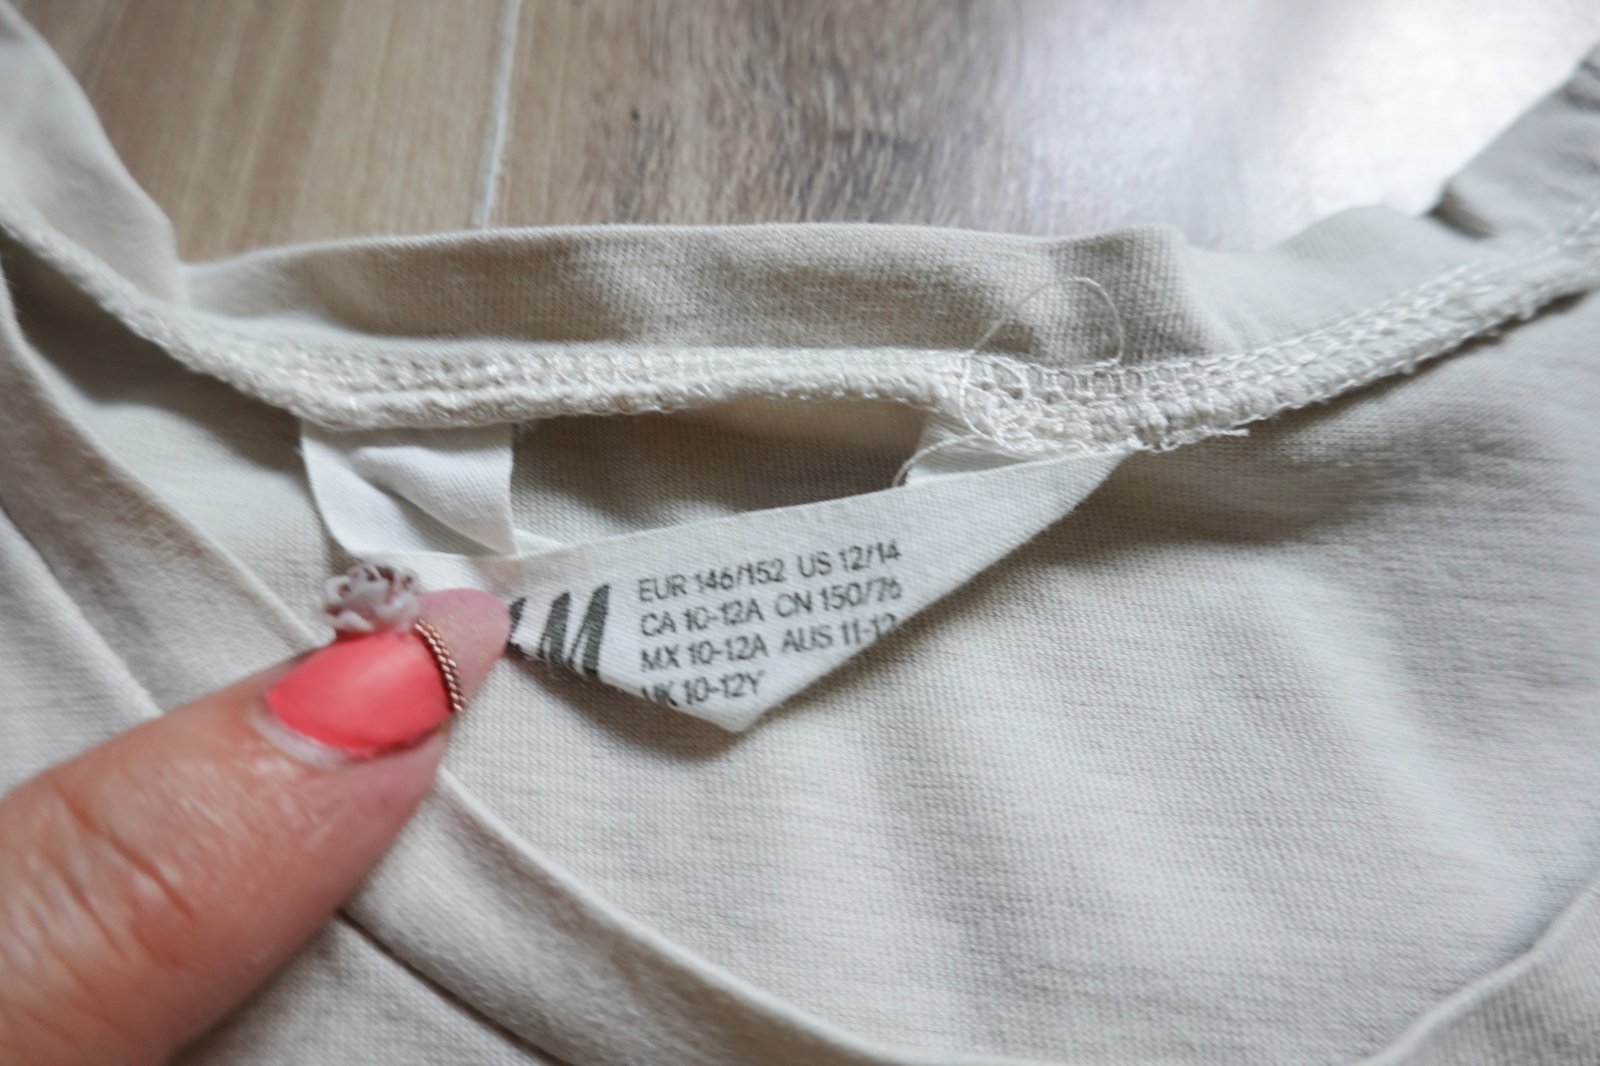 &M
EUR 146/152 US 12/14
CA 10-12A CN 150/76
MX 10-12A AUS 11-12
UK 10-12Y